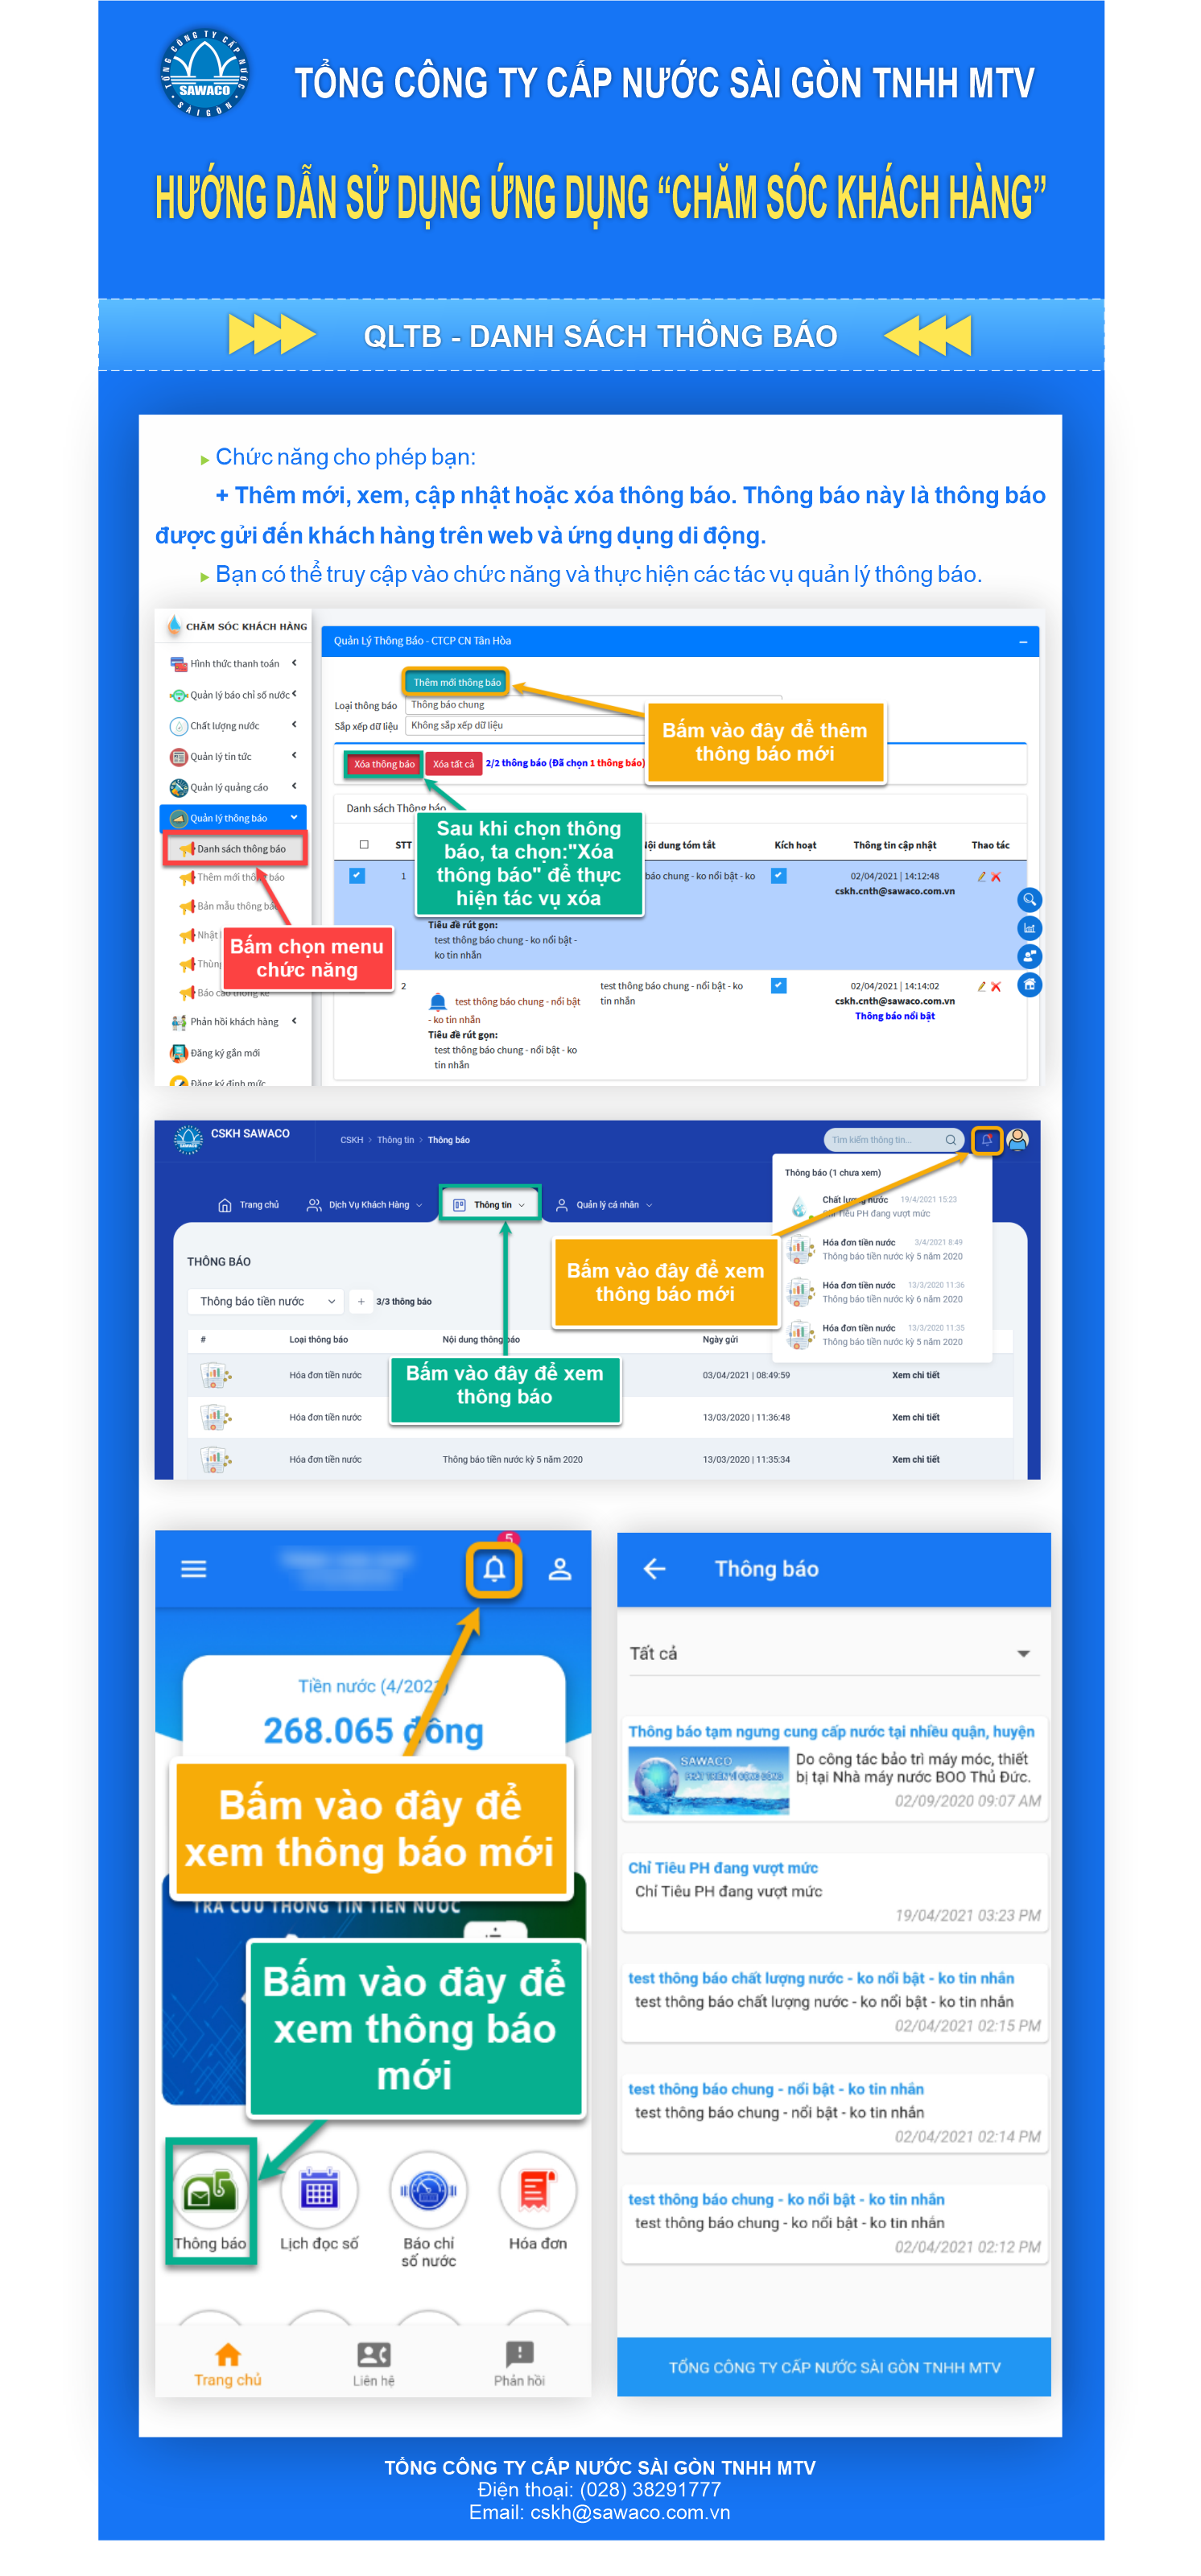 TỔNG CÔNG TY CẤP NƯỚC SÀI GÒN
SAWACO
TỔNG CÔNG TY CẤP NƯỚC SÀI GÒN TNHH MTV
HƯỚNG DẪN SỬ DỤNG ỨNG DỤNG “CHĂM SÓC KHÁCH HÀNG”
QLTB - DANH SÁCH THÔNG BÁO
Chức năng cho phép bạn:
+ Thêm mới, xem, cập nhật hoặc xóa thông báo. Thông báo này là thông báo
được gửi đến khách hàng trên web và ứng dụng di động.
Bạn có thể truy cập vào chức năng và thực hiện các tác vụ quản lý thông báo.
CHĂM SÓC KHÁCH HÀNG
Hình thức thanh toán
Quản lý báo chỉ số nước
Chất lượng nước
Quản lý tin tức
Quản lý quảng cáo
Quản lý thông báo
Danh sách thông báo
Thêm mới thông báo
Bản mẫu thông báo
Nhật
Thùng
Báo cáo thống kê
Phản hồi khách hàng
Đăng ký gắn mới
Đăng ký định mức
Bấm chọn menu
chức năng
Quản Lý Thông Báo - CTCP CN Tân Hòa
Thêm mới thông báo
Loại thông báo Thông báo chung
Sắp xếp dữ liệu Không sắp xếp dữ liệu
Bấm vào đây để thêm
thông báo mới
Xóa thông báo Xóa tất cả 2/2 thông báo (Đã chọn 1 thông báo)
Danh sách Thông báo
Sau khi chọn thông
báo, ta chọn:"Xóa
thông báo" để thực
hiện tác vụ xóa
STT Nội dung tóm tắt Kích hoạt Thông tin cập nhật Thao tác
1 báo chung - ko nổi bật - ko 02/04/2021 | 14:12:48
cskh.cnth@sawaco.com.vn
Tiêu đề rút gọn:
test thông báo chung - ko nổi bật -
ko tin nhắn
2 test thông báo chung - nổi bật - ko 02/04/2021 | 14:14:02
test thông báo chung - nổi bật tin nhắn cskh.cnth@sawaco.com.vn
- ko tin nhắn Thông báo nổi bật
Tiêu đề rút gọn:
test thông báo chung - nổi bật - ko
tin nhắn
CSKH SAWACO
CSKH > Thông tin > Thông báo
Tìm kiếm thông tin...
Trang chủ Dịch Vụ Khách Hàng Thông tin Quản lý cá nhân
Thông báo (1 chưa xem)
Chất lượng nước 19/4/2021 15:23
Chỉ Tiêu PH đang vượt mức
Hóa đơn tiền nước 3/4/2021 8:49
Thông báo tiền nước kỳ 5 năm 2020
Hóa đơn tiền nước 13/3/2020 11:36
Thông báo tiền nước kỳ 6 năm 2020
Hóa đơn tiền nước 13/3/2020 11:35
Thông báo tiền nước kỳ 5 năm 2020
Bấm vào đây để xem
thông báo mới
THÔNG BÁO
Thông báo tiền nước + 3/3 thông báo
# Loại thông báo Nội dung thông báo Ngày gửi
Hóa đơn tiền nước 03/04/2021 | 08:49:59 Xem chi tiết
Bấm vào đây để xem
thông báo
Hóa đơn tiền nước 13/03/2020 | 11:36:48 Xem chi tiết
Hóa đơn tiền nước Thông báo tiền nước kỳ 5 năm 2020 13/03/2020 | 11:35:34 Xem chi tiết
5
Tiền nước (4/2021)
268.065 đồng
Bấm vào đây để
xem thông báo mới
TRA CỨU THÔNG TIN TIỀN NƯỚC
Bấm vào đây để
xem thông báo
mới
Thông báo Lịch đọc số Báo chỉ Hóa đơn
số nước
Trang chủ Liên hệ Phản hồi
Thông báo
Tất cả
Thông báo tạm ngưng cung cấp nước tại nhiều quận, huyện
SAWACO
PHÁT TRIỂN VÌ CỘNG ĐỒNG
Do công tác bảo trì máy móc, thiết
bị tại Nhà máy nước BOO Thủ Đức.
02/09/2020 09:07 AM
Chỉ Tiêu PH đang vượt mức
Chỉ Tiêu PH đang vượt mức
19/04/2021 03:23 PM
test thông báo chất lượng nước - ko nổi bật - ko tin nhắn
test thông báo chất lượng nước - ko nổi bật - ko tin nhắn
02/04/2021 02:15 PM
test thông báo chung - nổi bật - ko tin nhắn
test thông báo chung - nổi bật - ko tin nhắn
02/04/2021 02:14 PM
test thông báo chung - ko nổi bật - ko tin nhắn
test thông báo chung - ko nổi bật - ko tin nhắn
02/04/2021 02:12 PM
TỔNG CÔNG TY CẤP NƯỚC SÀI GÒN TNHH MTV
TỔNG CÔNG TY CẤP NƯỚC SÀI GÒN TNHH MTV
Điện thoại: (028) 38291777
Email: cskh@sawaco.com.vn